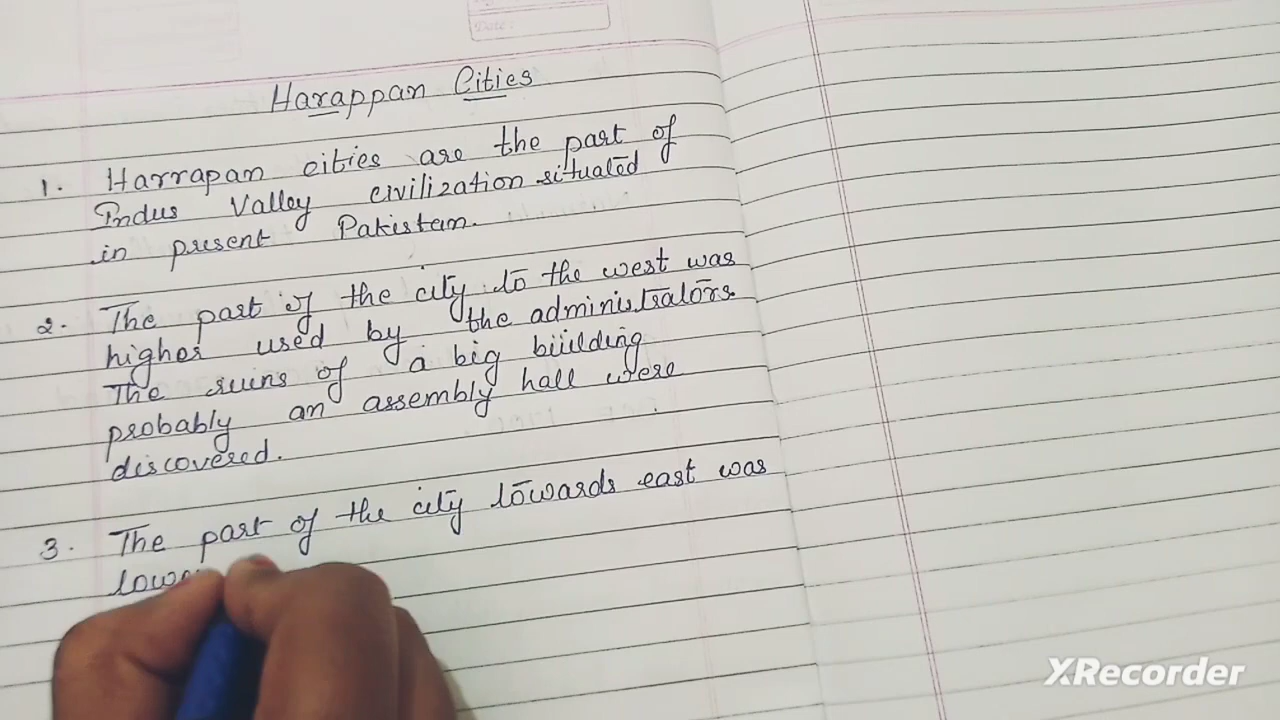 Date:
Harappan Cities
1. Harrapan cities are the part of
Indus Valley civilization situated
in present Pakistan.
2. The part of the city to the west was
higher used by the administrators.
The ruins of a big building
probably an assembly hall were
discovered.
3. The part of the city towards east was
XRecorder